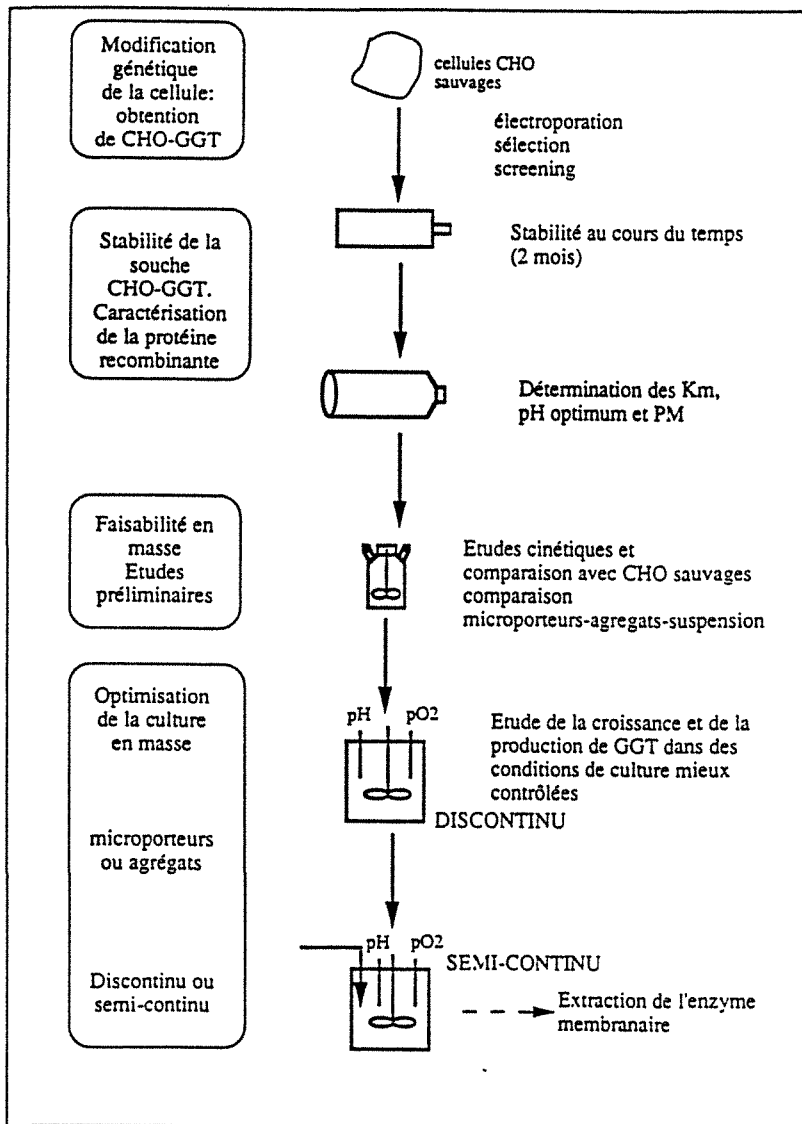 Modification
génétique
de la cellule:
obtention
de CHO-GGT
cellules CHO
sauvages
électroporation
sélection
screening
Stabilité de la
souche
CHO-GGT.
Caractérisation
de la protéine
recombinante
Stabilité au cours du temps
(2 mois)
Détermination des Km,
pH optimum et PM
Faisabilité en
masse
Etudes
préliminaires
Etudes cinétiques et
comparaison avec CHO sauvages
comparaison
microporteurs-agregats-suspension
Optimisation
de la culture
en masse
microporteurs
ou agrégats
Discontinu ou
semi-continu
pH pO2
Etude de la croissance et de la
production de GGT dans des
conditions de culture mieux
contrôlées
DISCONTINU
pH pO2
SEMI-CONTINU
Extraction de l'enzyme
membranaire